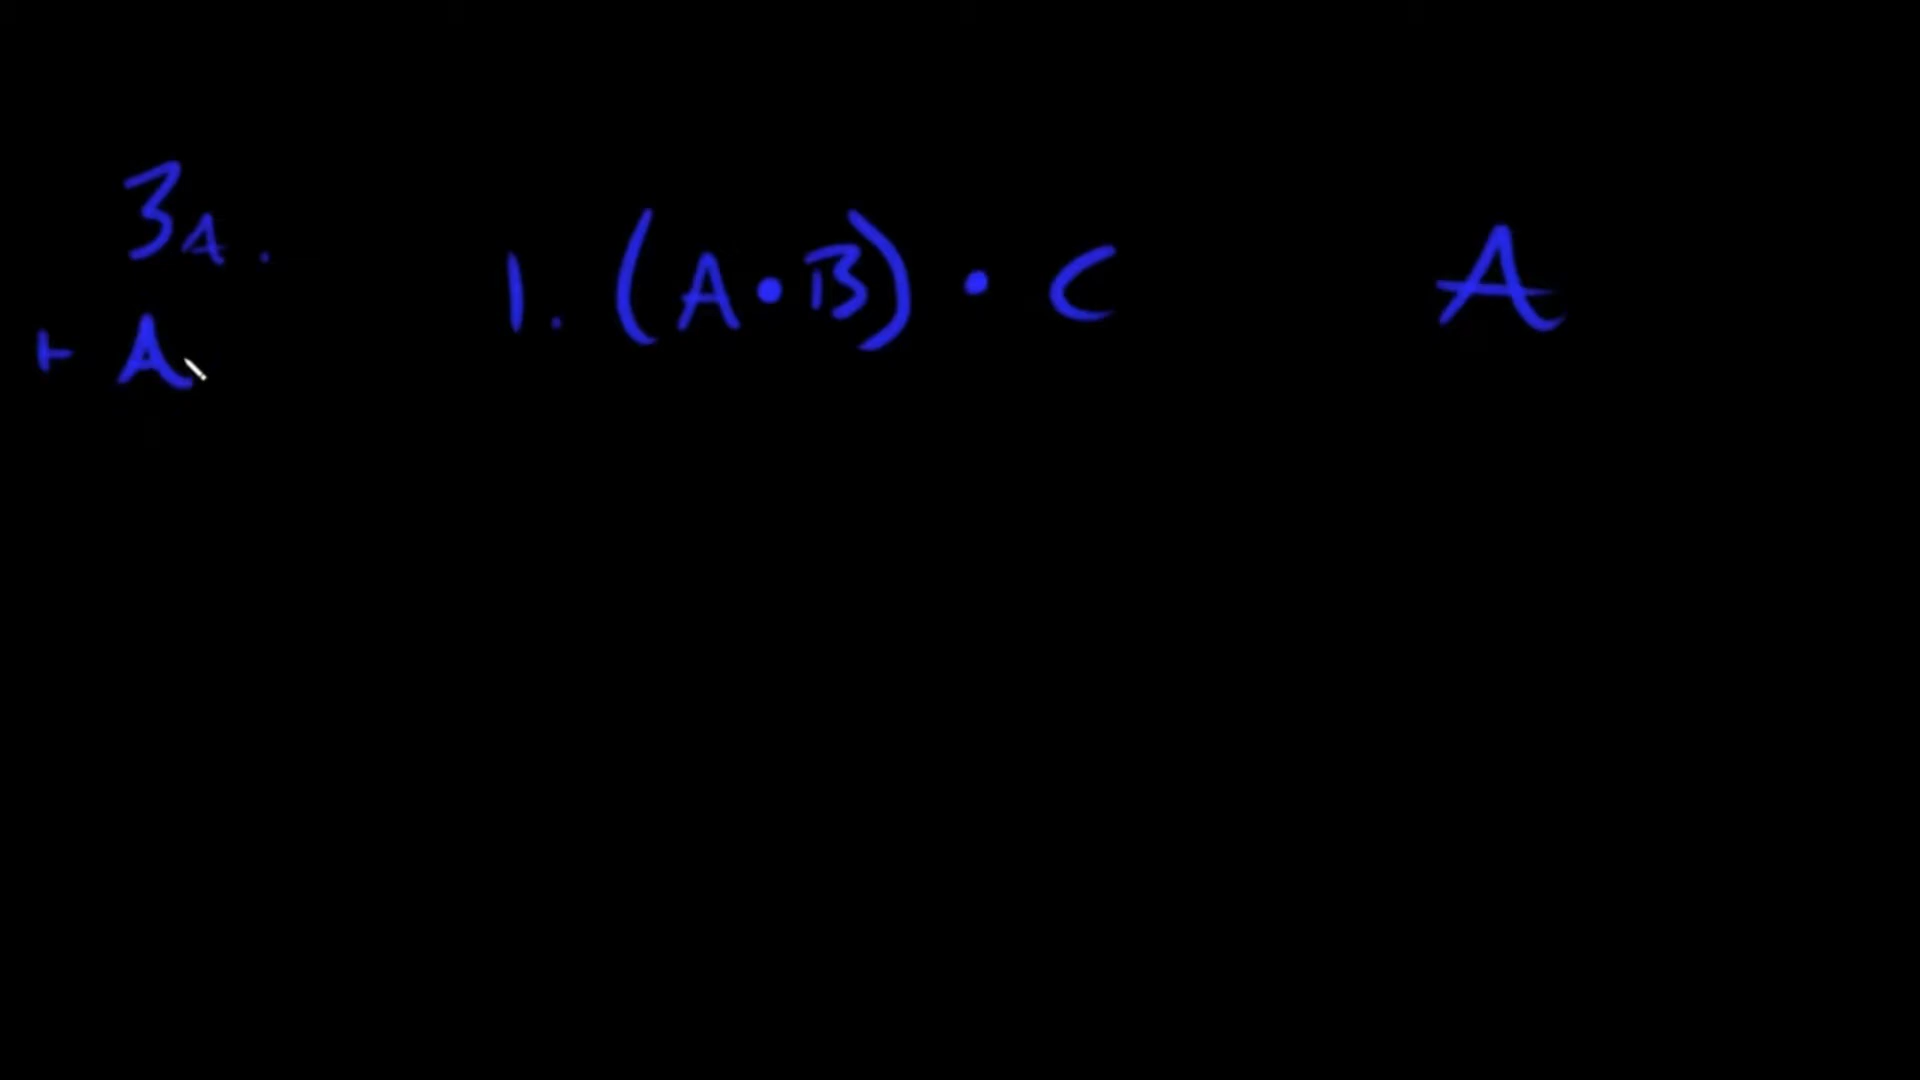 3A.
1. (A • B) • C
A
⊢ A